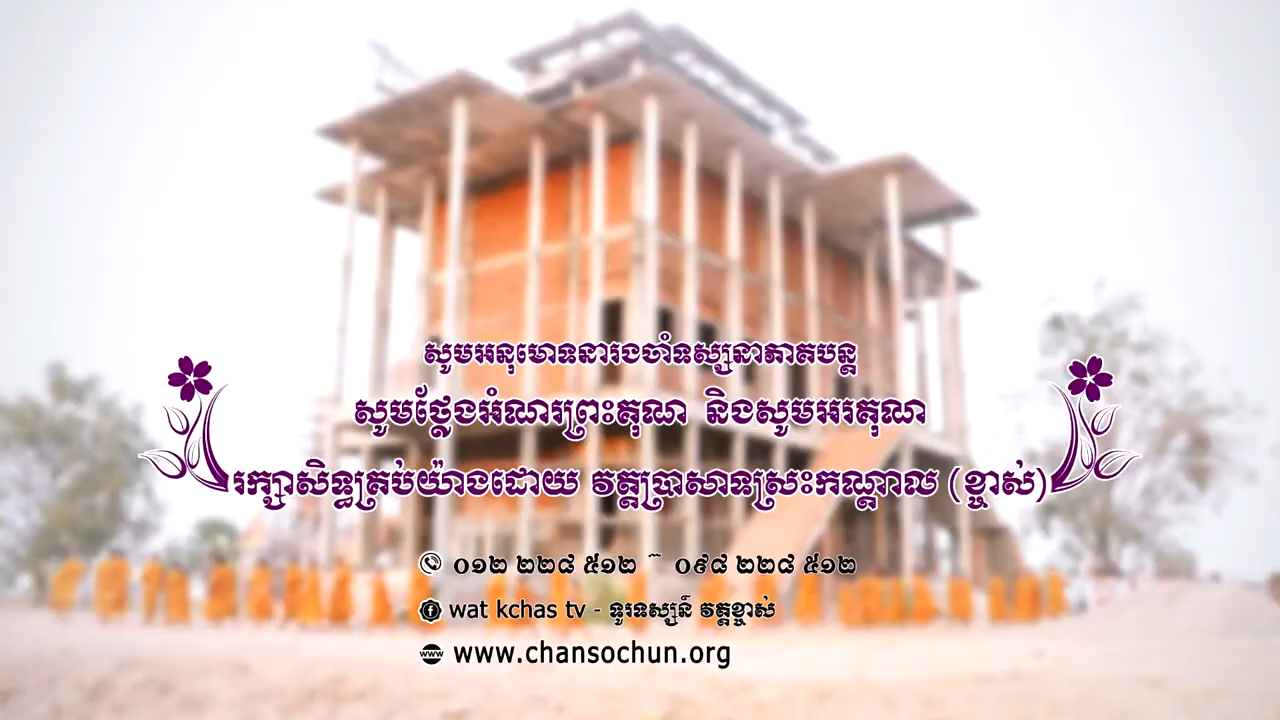 សូមអនុមោទនារងចាំទស្សនាភាគបន្ត
សូមថ្លែងអំណរព្រះគុណ និងសូមអរគុណ
រក្សាសិទ្ធគ្រប់យ៉ាងដោយ វត្តប្រាសាទស្រះកណ្ដាល (ខ្ចាស់)
០១២ ២២៨ ៥១២ ~ ០៩៨ ២២៨ ៥១២
wat kchas tv - ទូរទស្សន៍ វត្តខ្ចាស់
www.chansochun.org